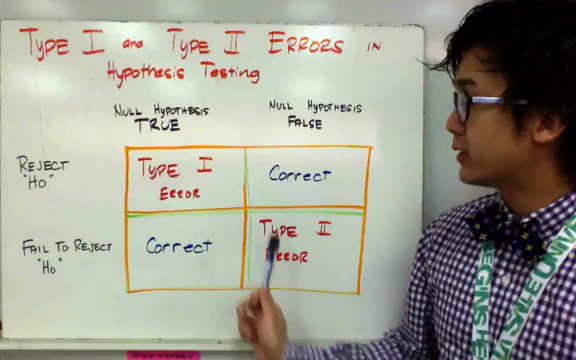 TYPE I and TYPE II ERRORS IN
Hypothesis Testing
NULL HYPOTHESIS
TRUE
NULL HYPOTHESIS
FALSE
REJECT
"HO"
TYPE I
ERROR
Correct
FAIL TO REJECT
"HO"
Correct
TYPE II
ERROR